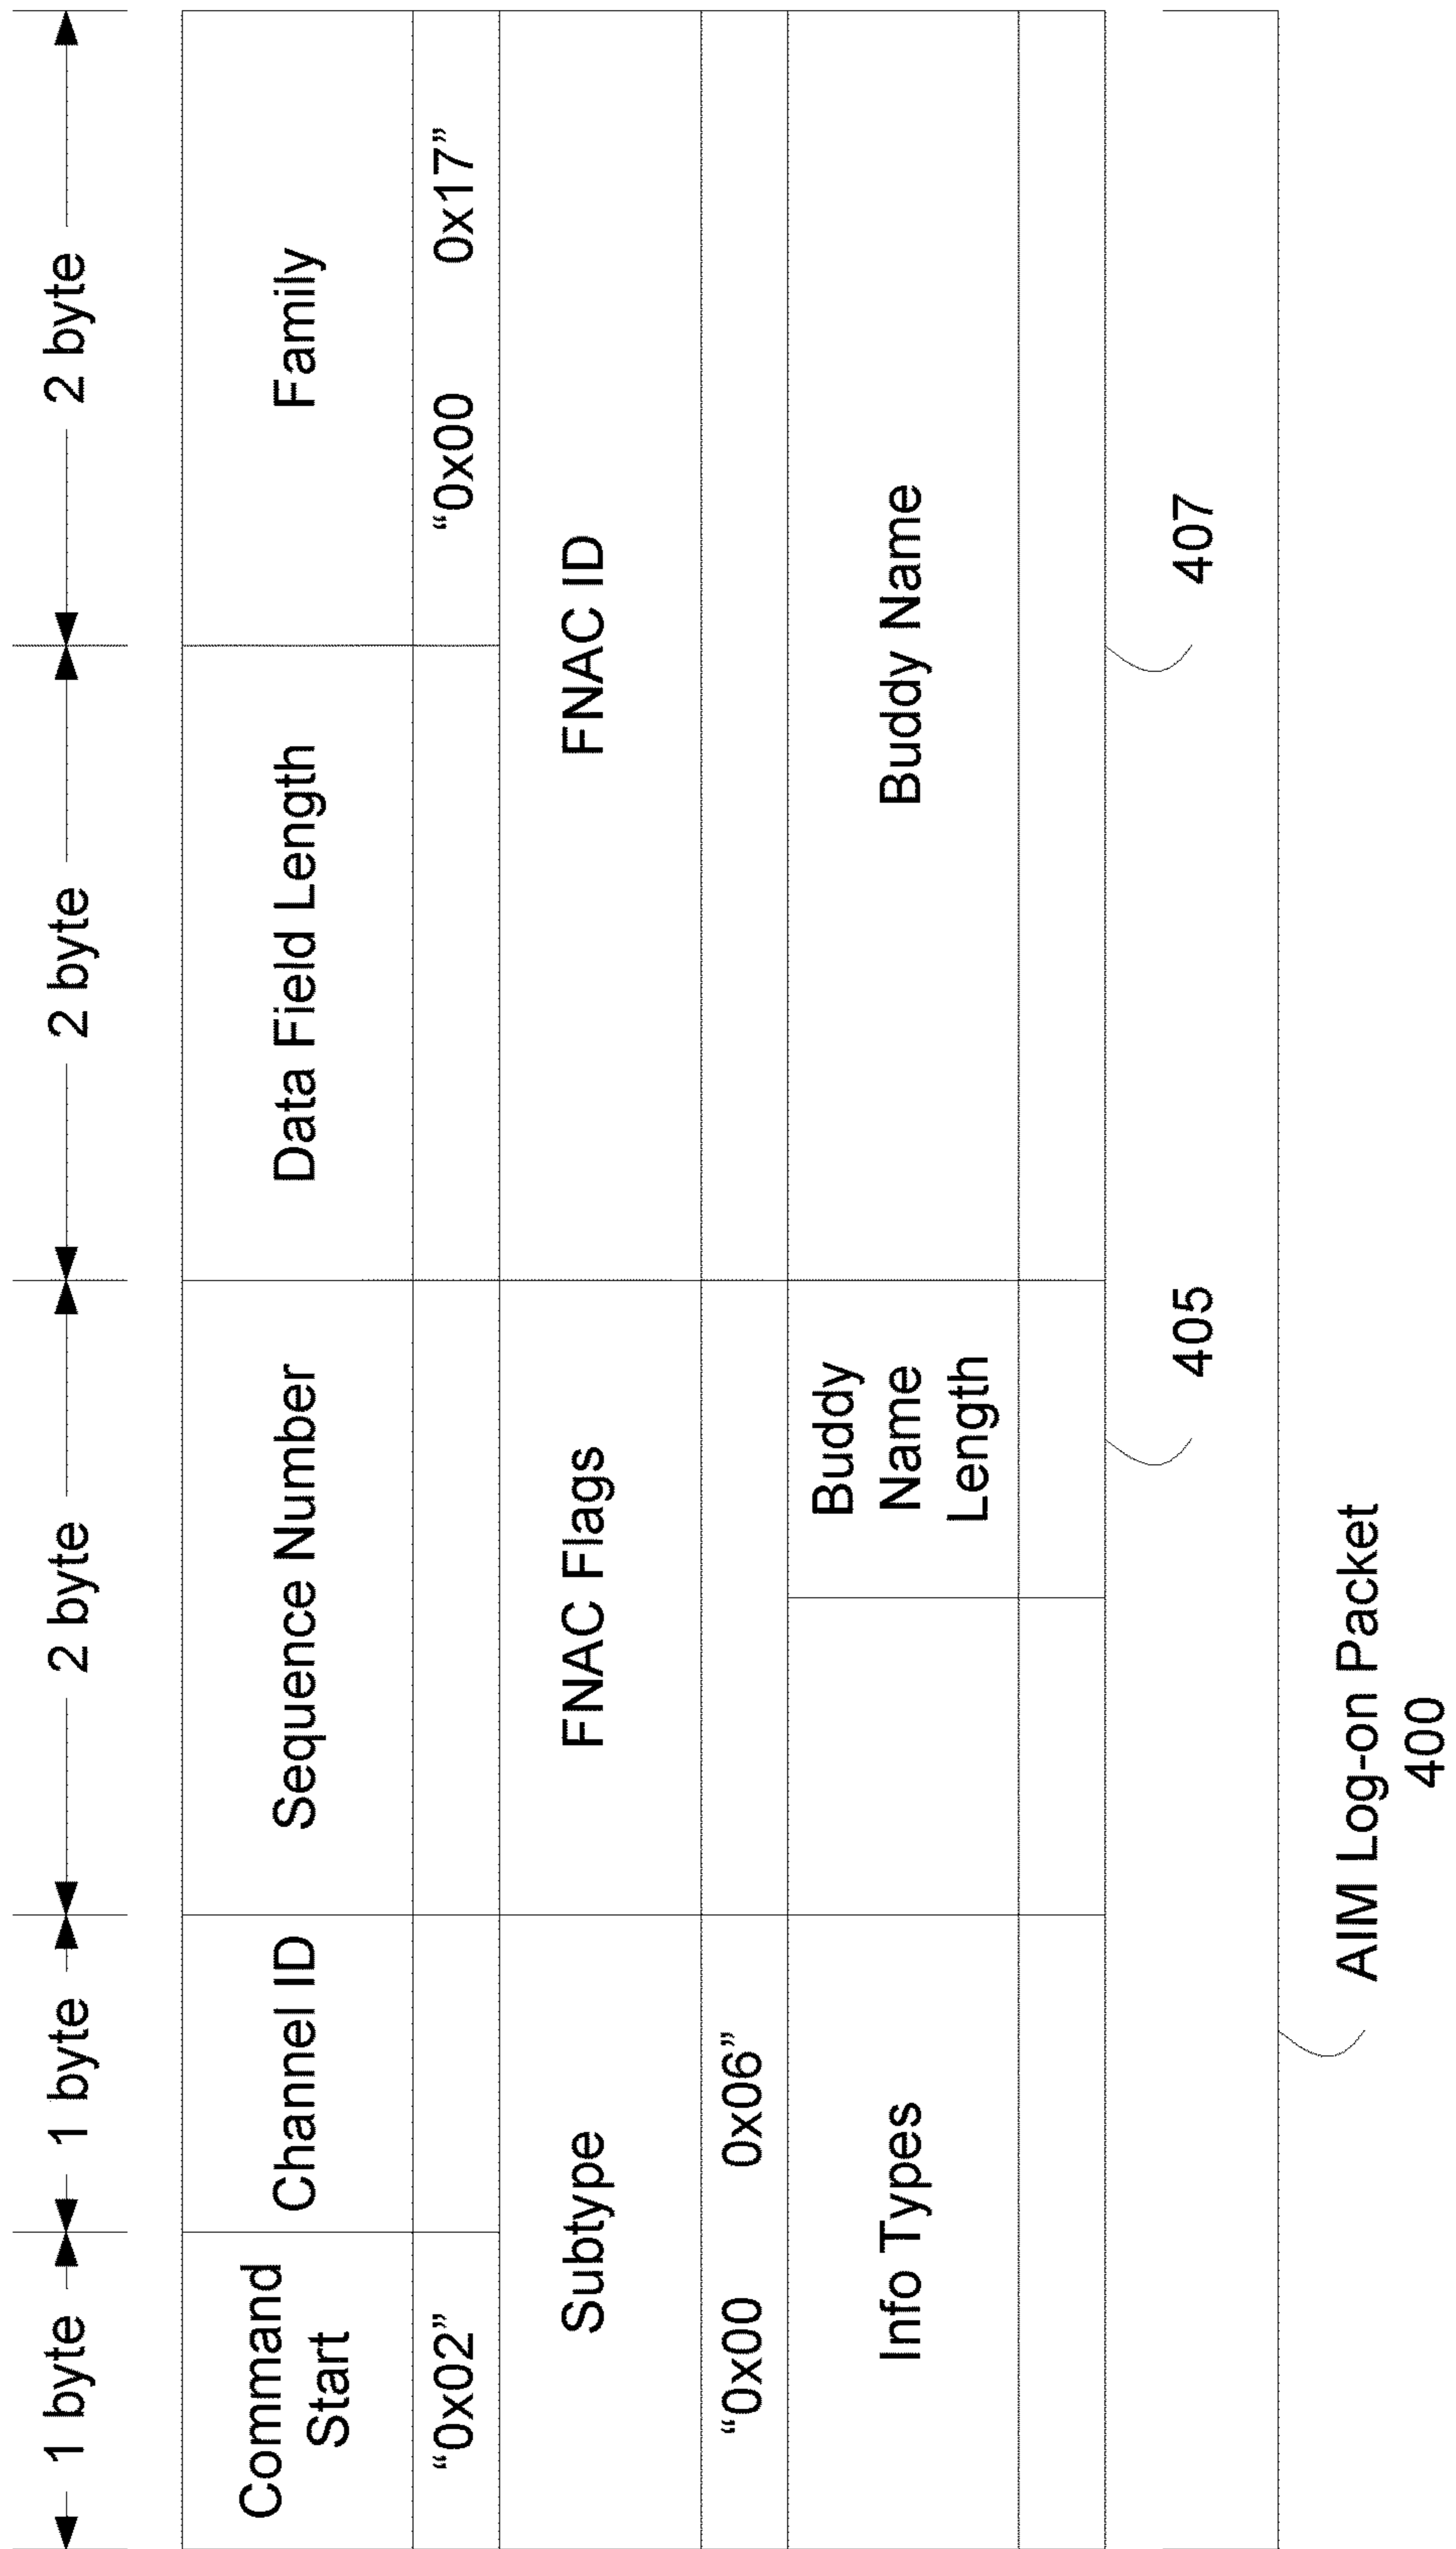 1 byte
1 byte
2 byte
2 byte
2 byte
Command
Start
Channel ID
Sequence Number
Data Field Length
Family
“0x02”
“0x00 0x17”
Subtype
FNAC Flags
FNAC ID
“0x00 0x06”
Info Types
Buddy
Name
Length
Buddy Name
405
407
AIM Log-on Packet
400